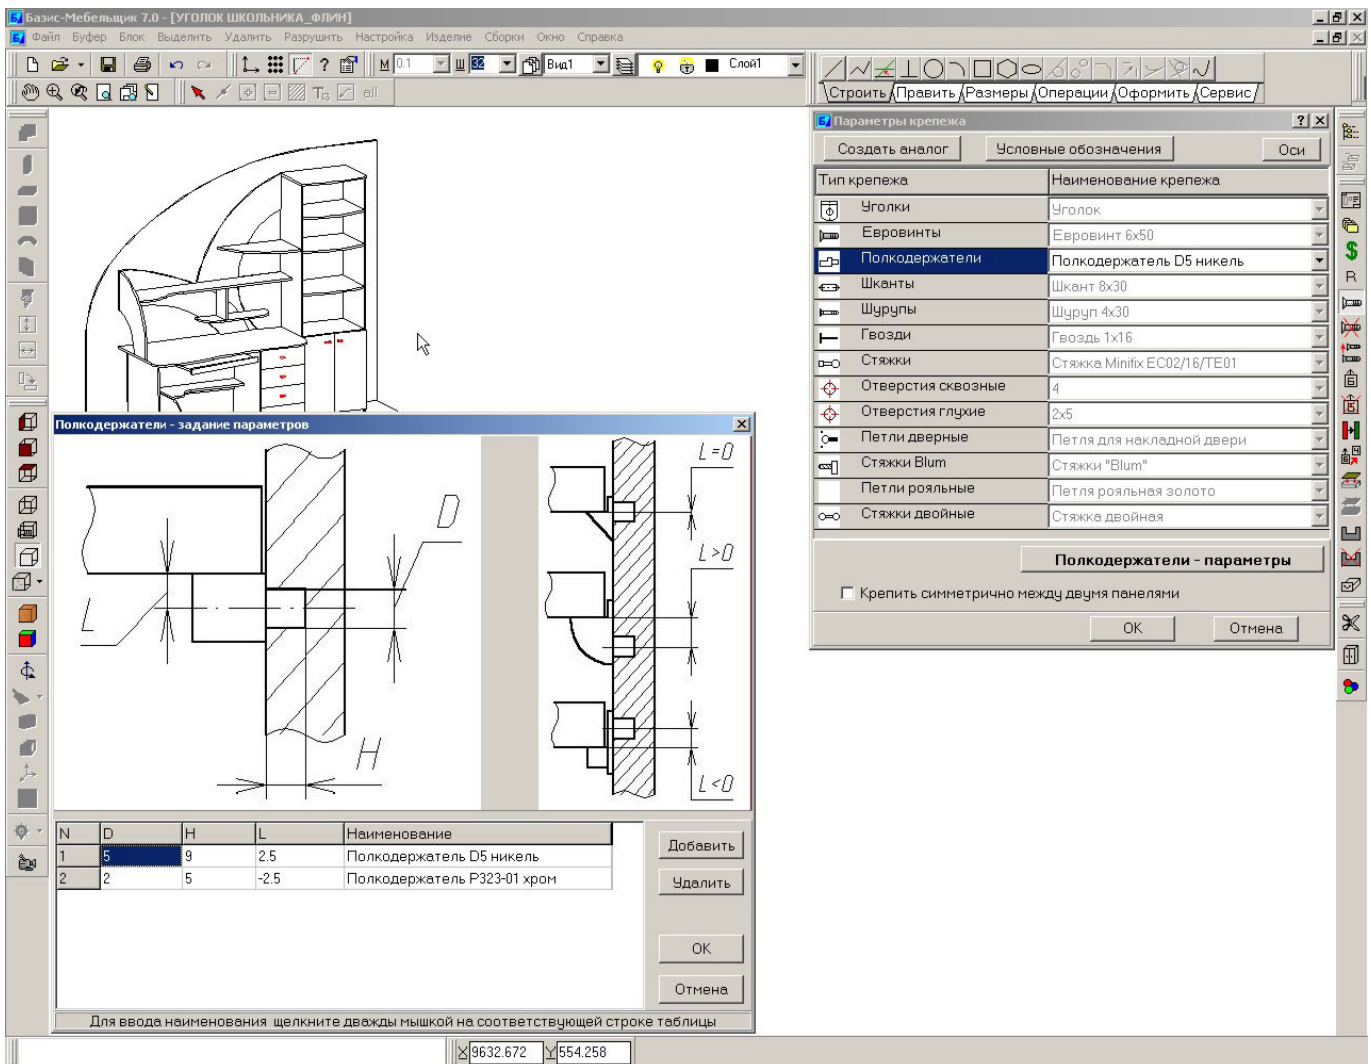 Базис-Мебельщик 7.0 - [УГОЛОК ШКОЛЬНИКА_ФЛИН]
Файл Буфер Блок Выделить Удалить Разрушить Настройка Изделие Сборки Окно Справка
М 0.1 Ш 32 Вид1 Слой1
all
Строить Править Размеры Операции Оформить Сервис
Параметры крепежа
Создать аналог Условные обозначения Оси
Тип крепежа Наименование крепежа
Уголки Уголок
Евровинты Евровинт 6x50
Полкодержатели Полкодержатель D5 никель
Шканты Шкант 8x30
Шурупы Шуруп 4x30
Гвозди Гвоздь 1x16
Стяжки Стяжка Minifix EC02/16/TE01
Отверстия сквозные 4
Отверстия глухие 2x5
Петли дверные Петля для накладной двери
Стяжки Blum Стяжки "Blum"
Петли рояльные Петля рояльная золото
Стяжки двойные Стяжка двойная
Полкодержатели - параметры
Крепить симметрично между двумя панелями
OK Отмена
R
Полкодержатели - задание параметров
L=0
D
L>0
L
H
L<0
N D H L Наименование
1 5 9 2.5 Полкодержатель D5 никель
2 2 5 -2.5 Полкодержатель P323-01 хром
Добавить
Удалить
OK
Отмена
Для ввода наименования щелкните дважды мышкой на соответствующей строке таблицы
X 9632.672 Y 554.258